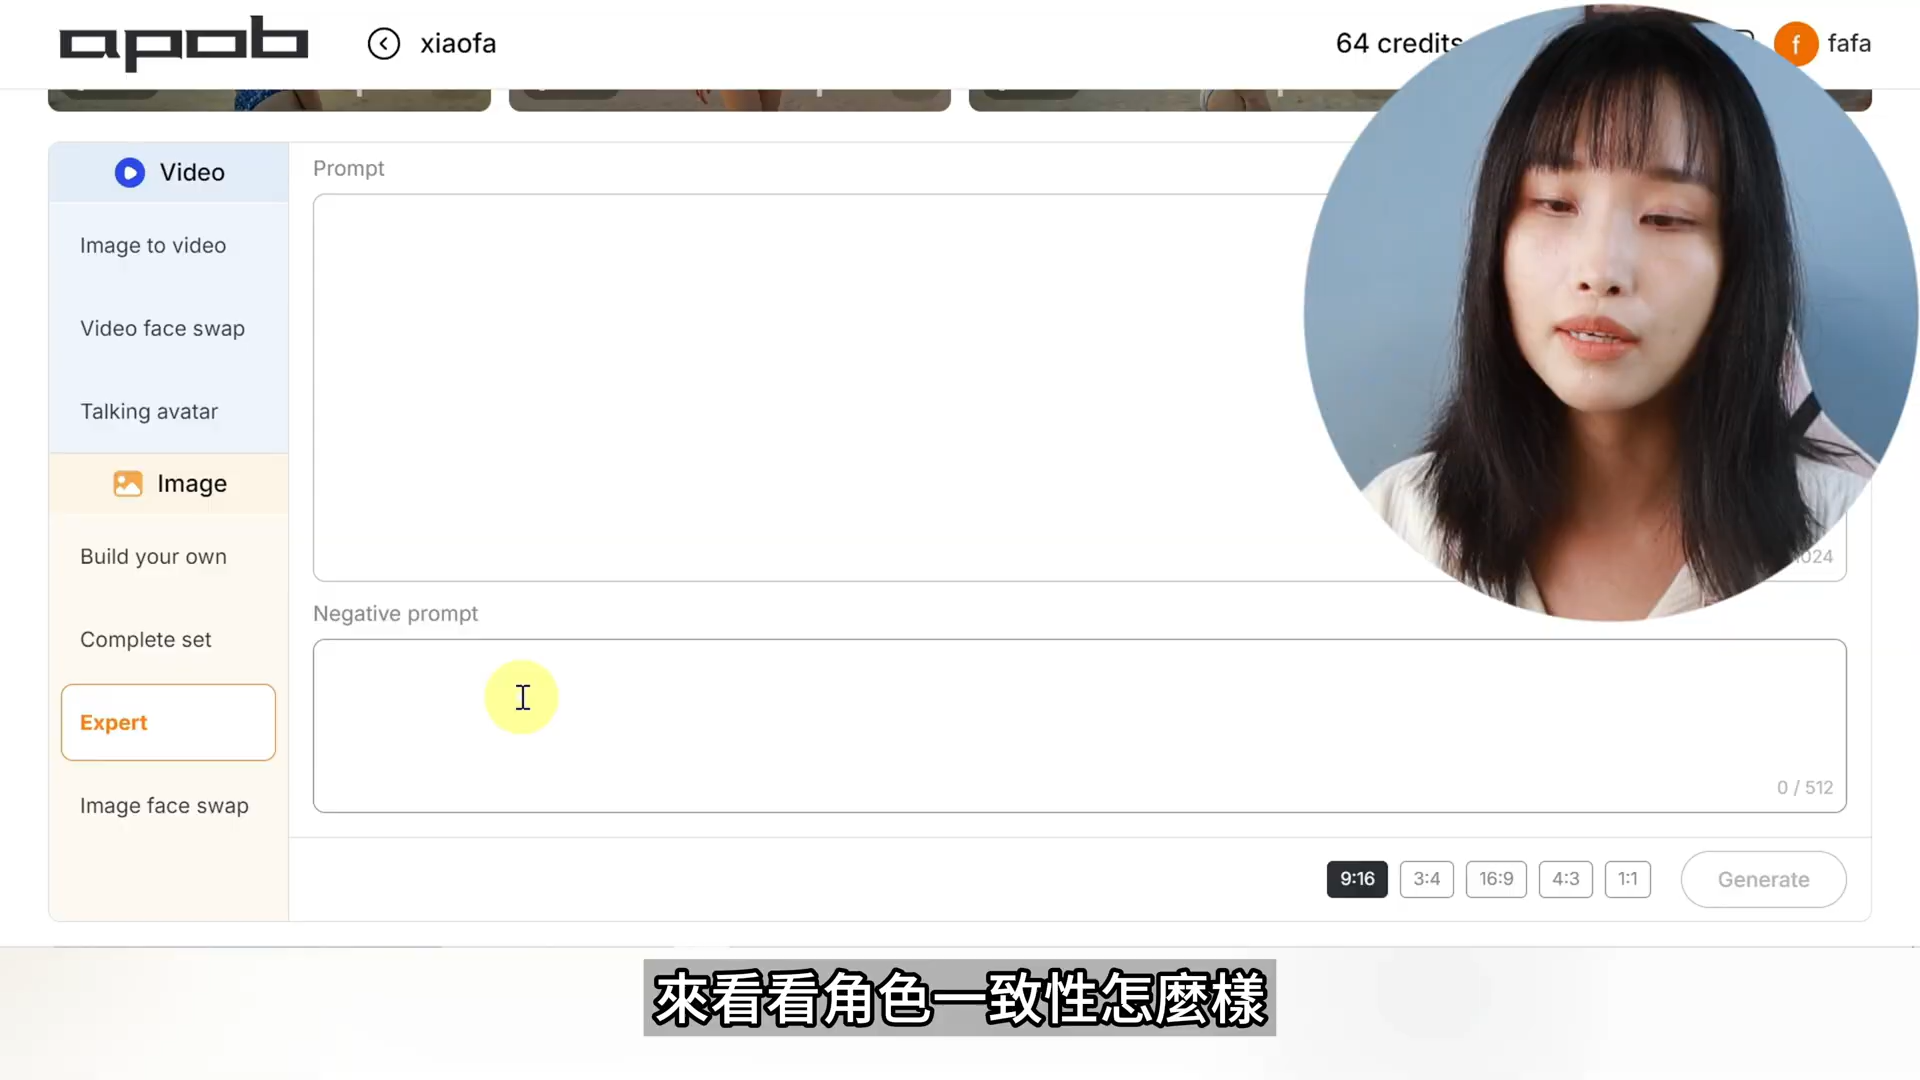 apob
xiaofa
64 credits
f
fafa
Video
Image to video
Video face swap
Talking avatar
Image
Build your own
Complete set
Expert
Image face swap
Prompt
Negative prompt
0 / 512
9:16
3:4
16:9
4:3
1:1
Generate
來看看角色一致性怎麼樣